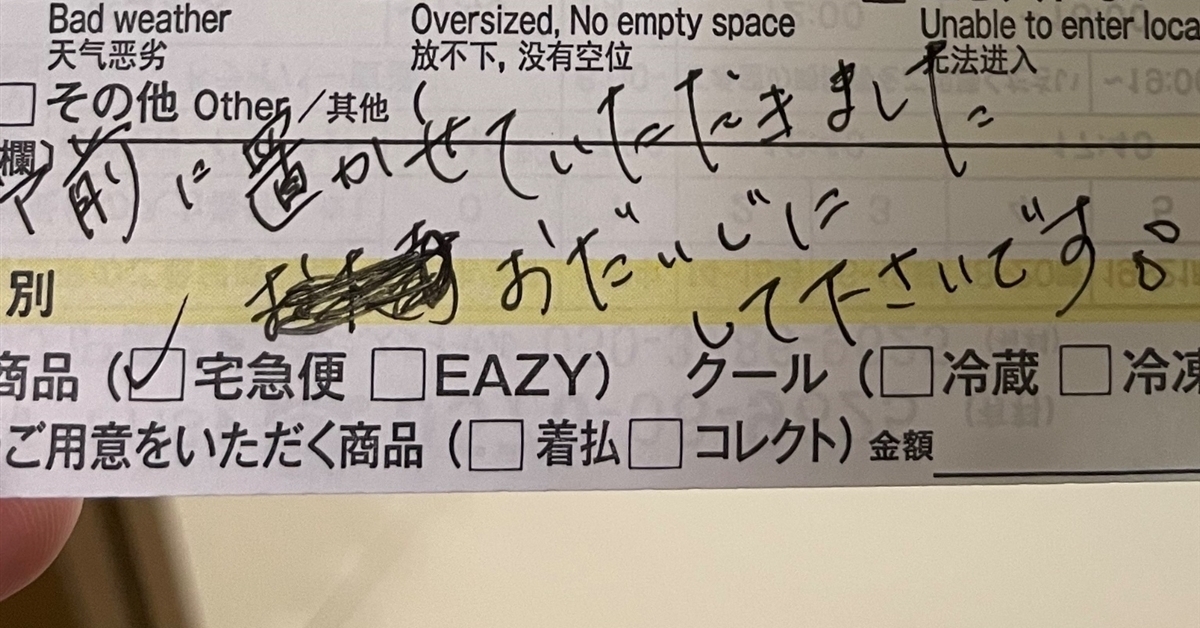 Bad weather
天气恶劣
Oversized, No empty space
放不下, 没有空位
Unable to enter loca
无法进入
その他 Other／其他 (
欄）
ア前に置かせていただきました
おだいじに
して下さいです。
別
商品（☑宅急便 □EAZY） クール（□冷蔵 □冷凍
ご用意をいただく商品（□着払□コレクト）金額